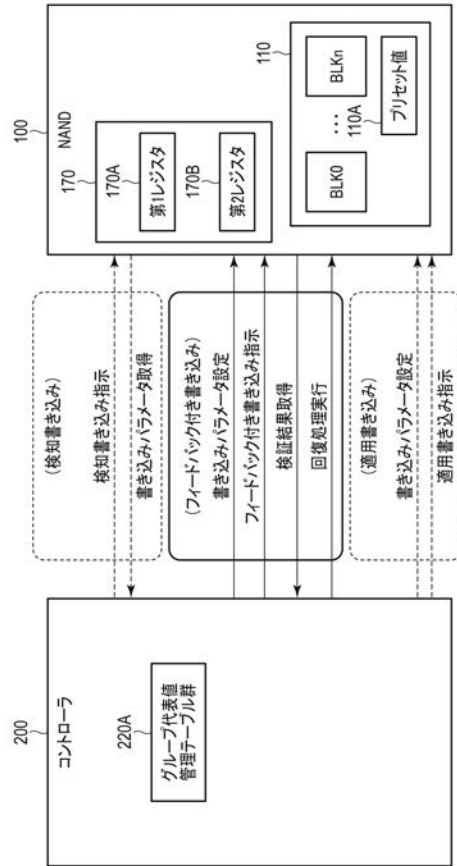 200
コントローラ
220A
グループ代表値
管理テーブル群
(検知書き込み)
検知書き込み指示
書き込みパラメータ取得
(フィードバック付き書き込み)
書き込みパラメータ設定
フィードバック付き書き込み指示
検証結果取得
回復処理実行
(適用書き込み)
書き込みパラメータ設定
適用書き込み指示
100
NAND
170
170A
第1レジスタ
170B
第2レジスタ
110
BLK0
...
BLKn
110A
プリセット値